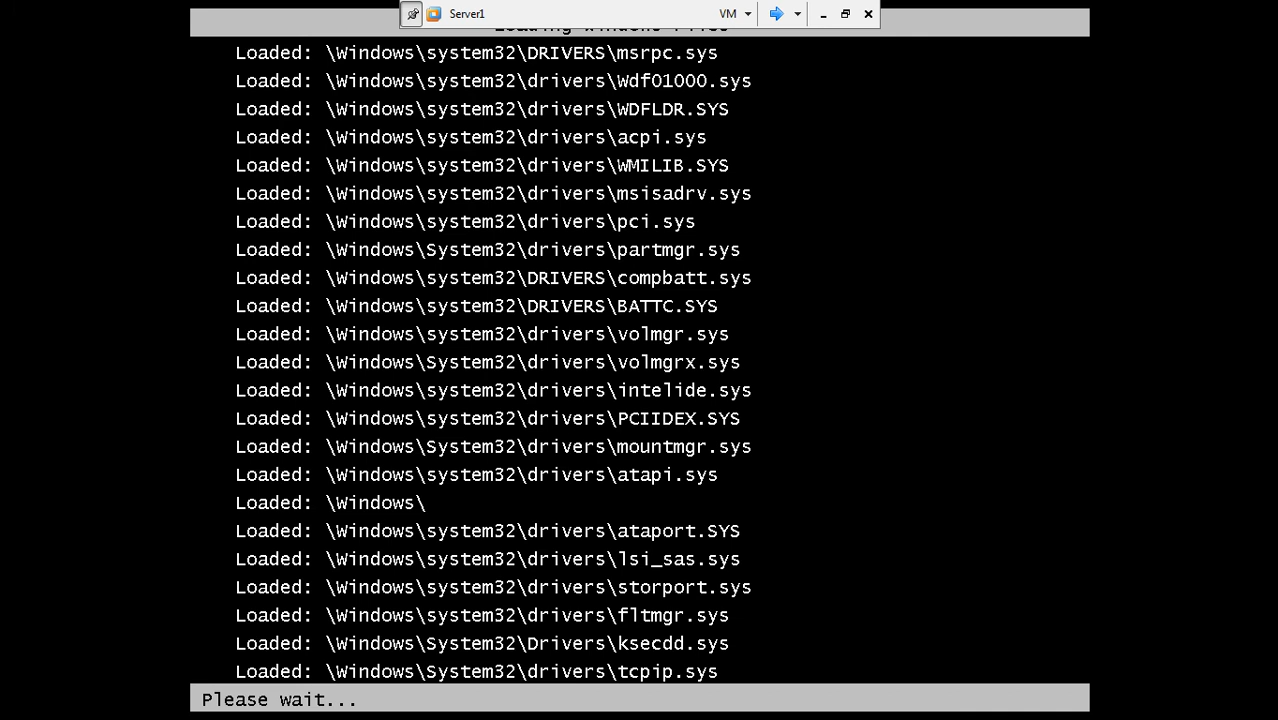 Server1
VM
Loading Windows Files
Loaded: \Windows\system32\DRIVERS\msrpc.sys
Loaded: \Windows\system32\drivers\Wdf01000.sys
Loaded: \Windows\system32\drivers\WDFLDR.SYS
Loaded: \Windows\system32\drivers\acpi.sys
Loaded: \Windows\system32\drivers\WMILIB.SYS
Loaded: \Windows\system32\drivers\msisadrv.sys
Loaded: \Windows\system32\drivers\pci.sys
Loaded: \Windows\System32\drivers\partmgr.sys
Loaded: \Windows\system32\DRIVERS\compbatt.sys
Loaded: \Windows\system32\DRIVERS\BATTC.SYS
Loaded: \Windows\system32\drivers\volmgr.sys
Loaded: \Windows\System32\drivers\volmgrx.sys
Loaded: \Windows\system32\drivers\intelide.sys
Loaded: \Windows\system32\drivers\PCIIDEX.SYS
Loaded: \Windows\System32\drivers\mountmgr.sys
Loaded: \Windows\system32\drivers\atapi.sys
Loaded: \Windows\
Loaded: \Windows\system32\drivers\ataport.SYS
Loaded: \Windows\system32\drivers\lsi_sas.sys
Loaded: \Windows\system32\drivers\storport.sys
Loaded: \Windows\system32\drivers\fltmgr.sys
Loaded: \Windows\System32\Drivers\ksecdd.sys
Loaded: \Windows\System32\drivers\tcpip.sys
Please wait...